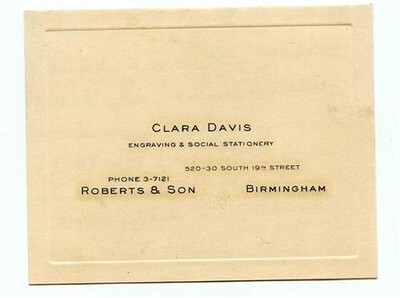 CLARA DAVIS
ENGRAVING & SOCIAL STATIONERY
520-30 SOUTH 19TH STREET
PHONE 3-7121
ROBERTS & SON BIRMINGHAM